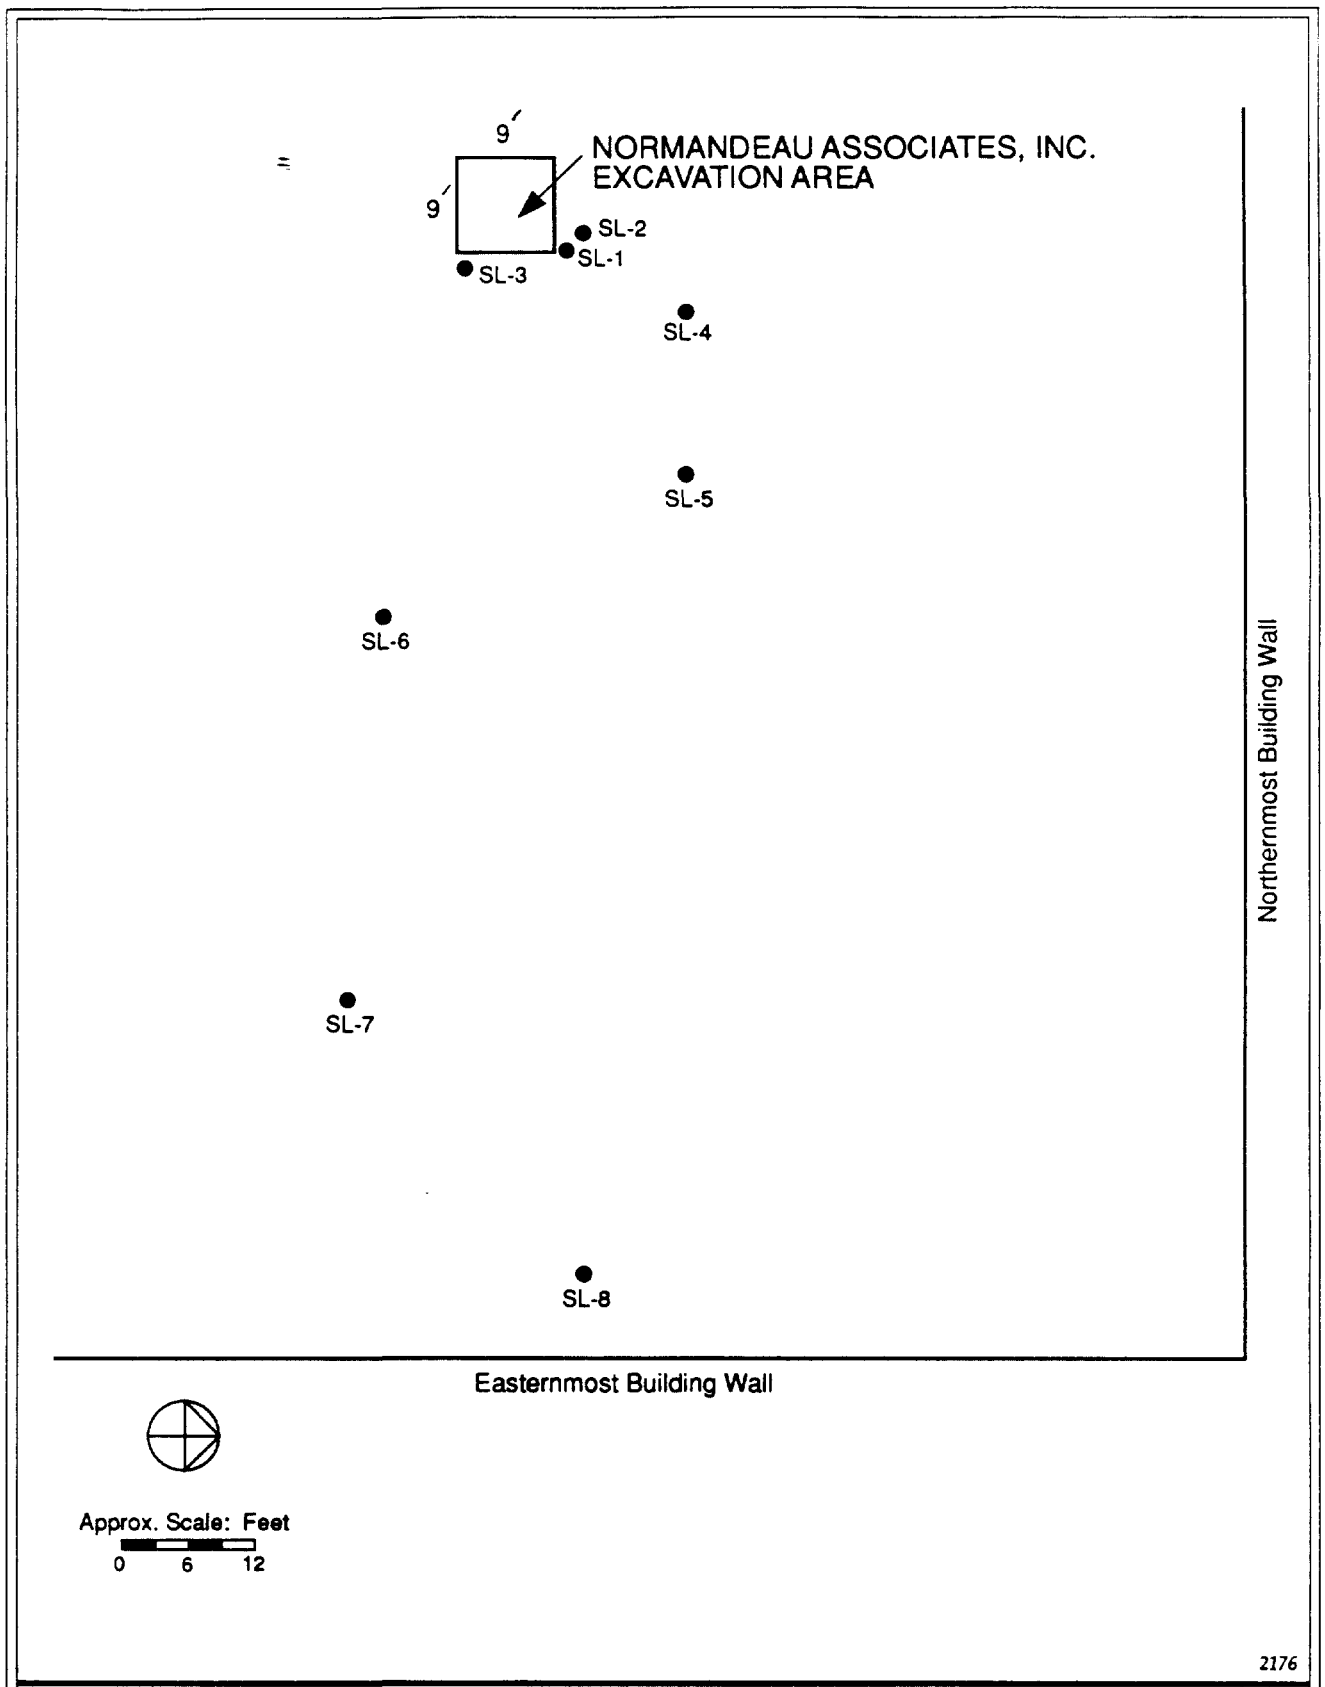 9′
NORMANDEAU ASSOCIATES, INC.
EXCAVATION AREA
9′
SL-2
SL-1
SL-3
SL-4
SL-5
SL-6
Northernmost Building Wall
SL-7
SL-8
Easternmost Building Wall
Approx. Scale: Feet
0 6 12
2176